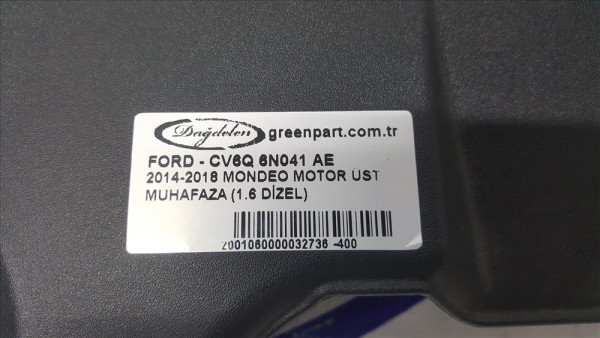 Dağdelen greenpart.com.tr
FORD - CV6Q 6N041 AE
2014-2018 MONDEO MOTOR ÜST
MUHAFAZA (1.6 DİZEL)
2001060000032736 -400